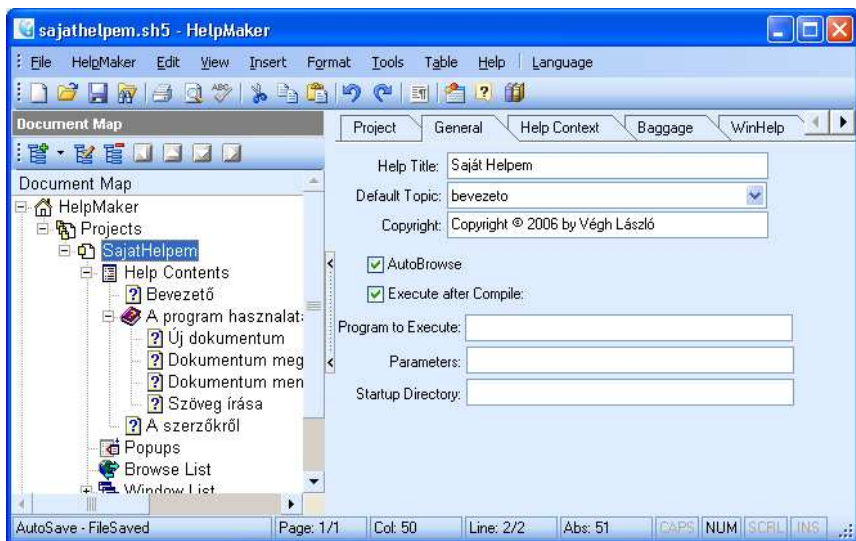 sajathelpem.sh5 - HelpMaker
File HelpMaker Edit View Insert Format Tools Table Help Language
Document Map
Project General Help Context Baggage WinHelp
Help Title: Saját Helpem
Default Topic: bevezeto
Copyright: Copyright © 2006 by Végh László
AutoBrowse
Execute after Compile:
Program to Execute:
Parameters:
Startup Directory:
Document Map
HelpMaker
Projects
SajatHelpem
Help Contents
Bevezető
A program használat
Új dokumentum
Dokumentum meg
Dokumentum men
Szöveg írása
A szerzőkről
Popups
Browse List
Window List
AutoSave - FileSaved Page: 1/1 Col: 50 Line: 2/2 Abs: 51 CAPS NUM SCRL INS